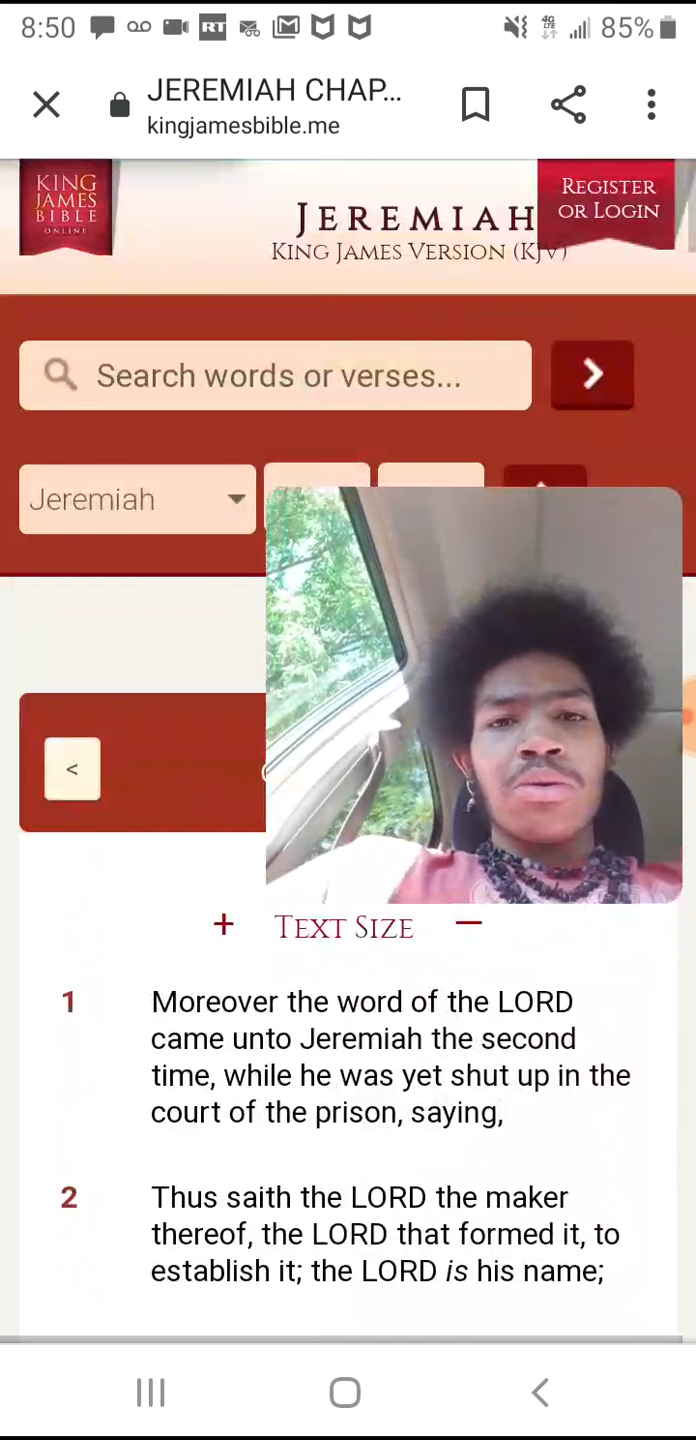 8:50
RT
4G
LTE
85%
JEREMIAH CHAP...
kingjamesbible.me
KING
JAMES
BIBLE
ONLINE
JEREMIAH
KING JAMES VERSION (KJV)
REGISTER
OR LOGIN
Search words or verses...
Jeremiah
<
+ TEXT SIZE —
1 Moreover the word of the LORD
came unto Jeremiah the second
time, while he was yet shut up in the
court of the prison, saying,
2 Thus saith the LORD the maker
thereof, the LORD that formed it, to
establish it; the LORD is his name;